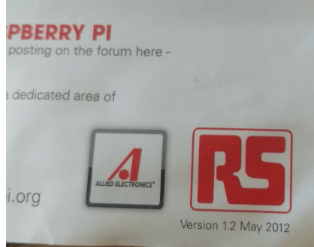 PBERRY PI
posting on the forum here -
dedicated area of
i.org
ALLIED ELECTRONICS
RS
Version 1.2 May 2012